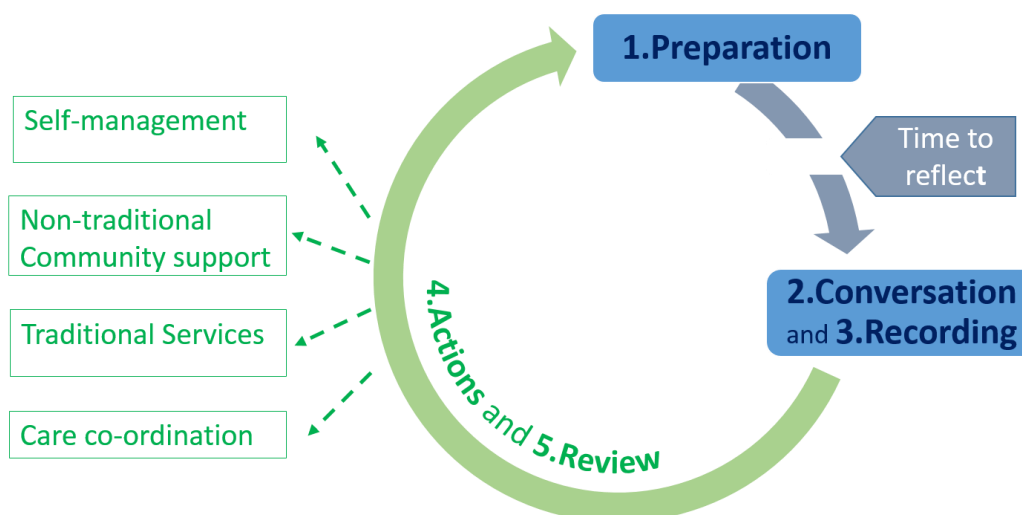 1.Preparation
Time to
reflect
2.Conversation
and 3.Recording
4.Actions and 5.Review
Self-management
Non-traditional
Community support
Traditional Services
Care co-ordination